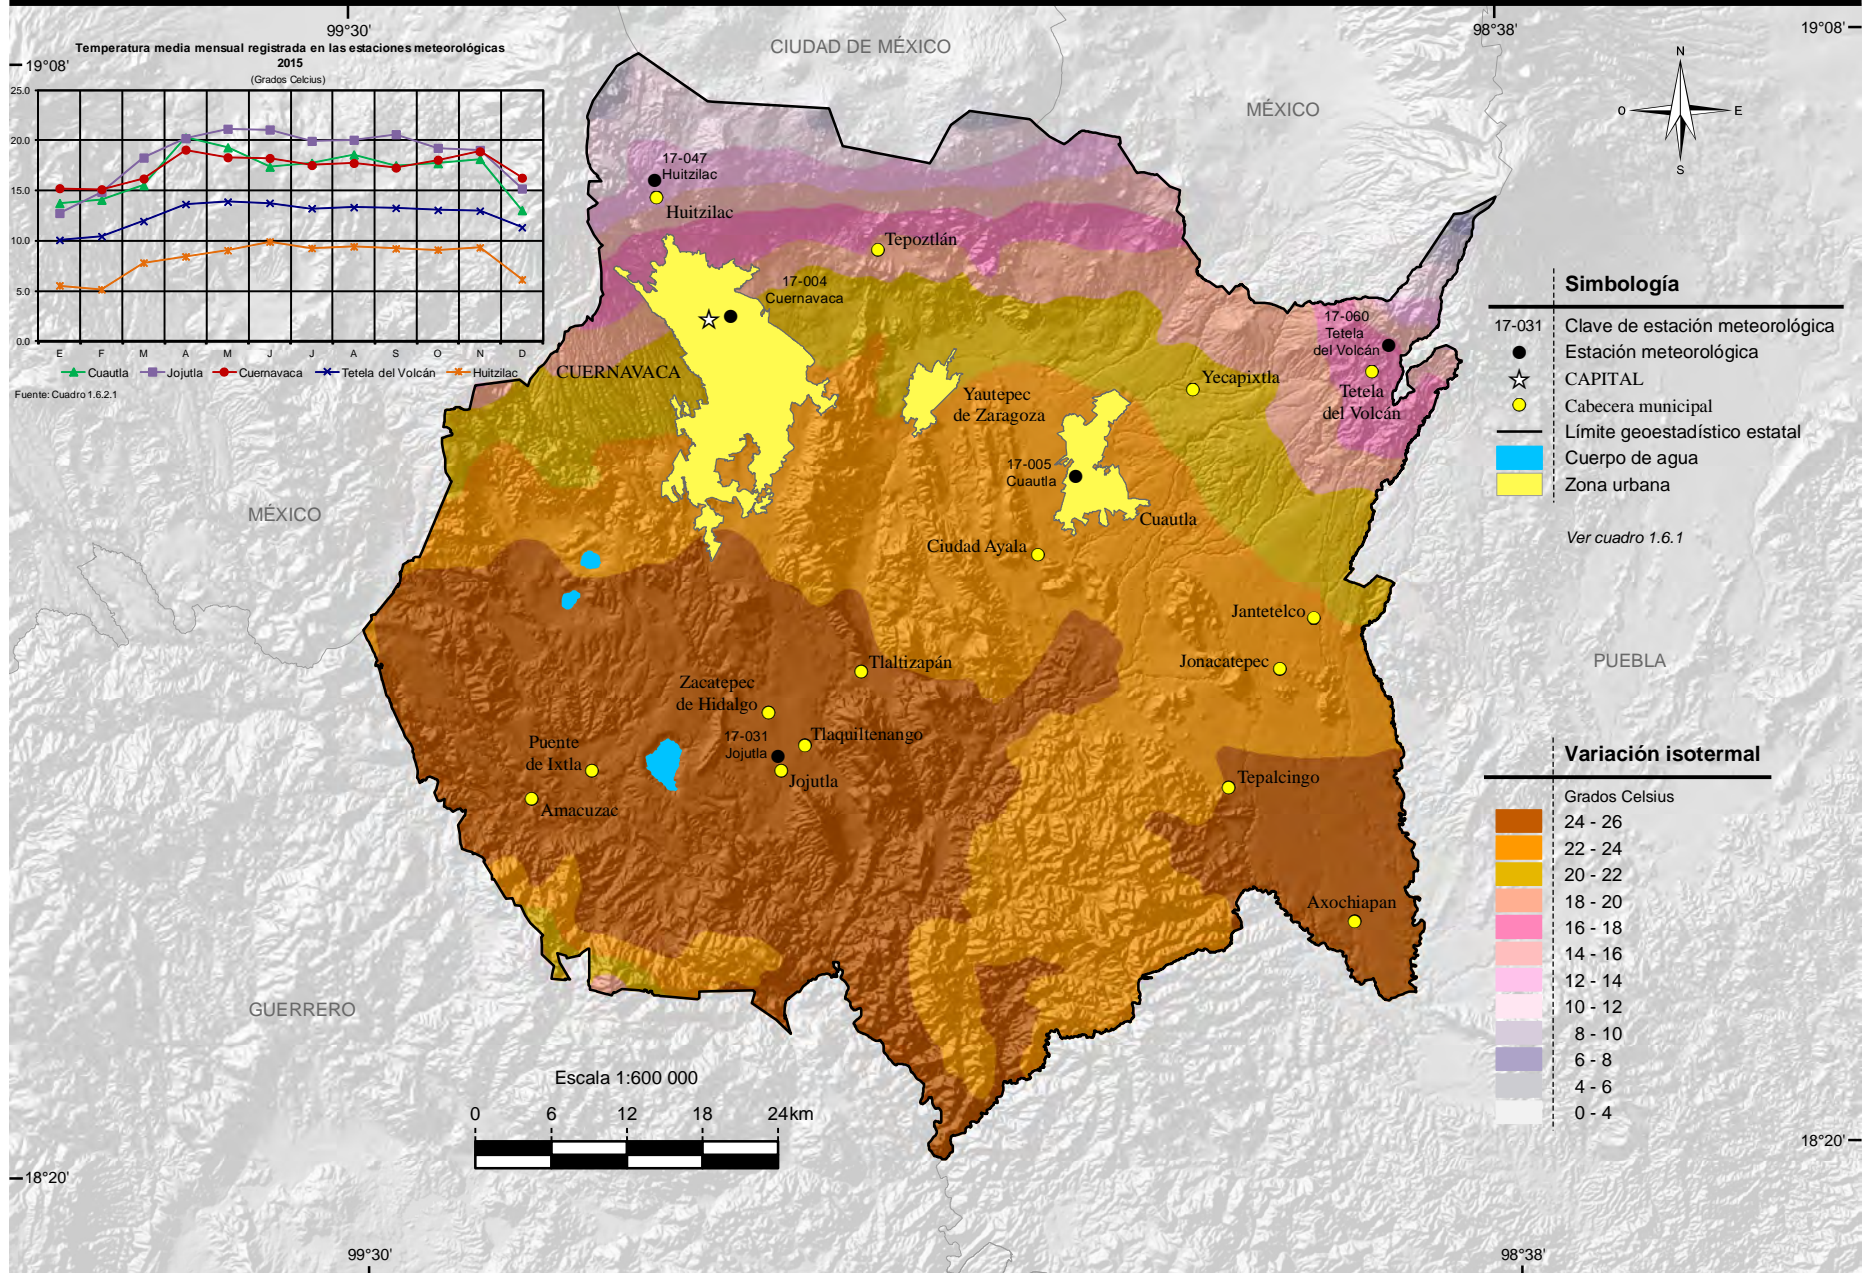 99°30'
98°38'
19°08'
19°08'
Temperatura media mensual registrada en las estaciones meteorológicas
2015
(Grados Celcius)
25.0
20.0
15.0
10.0
5.0
0.0
E F M A M J J A S O N D
Cuautla Jojutla Cuernavaca Tetela del Volcán Huitzilac
Fuente: Cuadro 1.6.2.1
CIUDAD DE MÉXICO
MÉXICO
N
O E
S
17-047
Huitzilac
Huitzilac
Tepoztlán
17-004
Cuernavaca
CUERNAVACA
Yautepec
de Zaragoza
Yecapixtla
17-060
Tetela
del Volcán
Tetela
del Volcán
17-005
Cuautla
Cuautla
MÉXICO
Ciudad Ayala
Jantetelco
Jonacatepec
PUEBLA
Tlaltizapán
Zacatepec
de Hidalgo
17-031
Jojutla
Tlaquiltenango
Puente
de Ixtla
Jojutla
Amacuzac
Tepalcingo
Axochiapan
GUERRERO
Simbología
17-031 Clave de estación meteorológica
Estación meteorológica
CAPITAL
Cabecera municipal
Límite geoestadístico estatal
Cuerpo de agua
Zona urbana
Ver cuadro 1.6.1
Variación isotermal
Grados Celsius
24 - 26
22 - 24
20 - 22
18 - 20
16 - 18
14 - 16
12 - 14
10 - 12
8 - 10
6 - 8
4 - 6
0 - 4
Escala 1:600 000
0 6 12 18 24 km
18°20'
18°20'
99°30'
98°38'